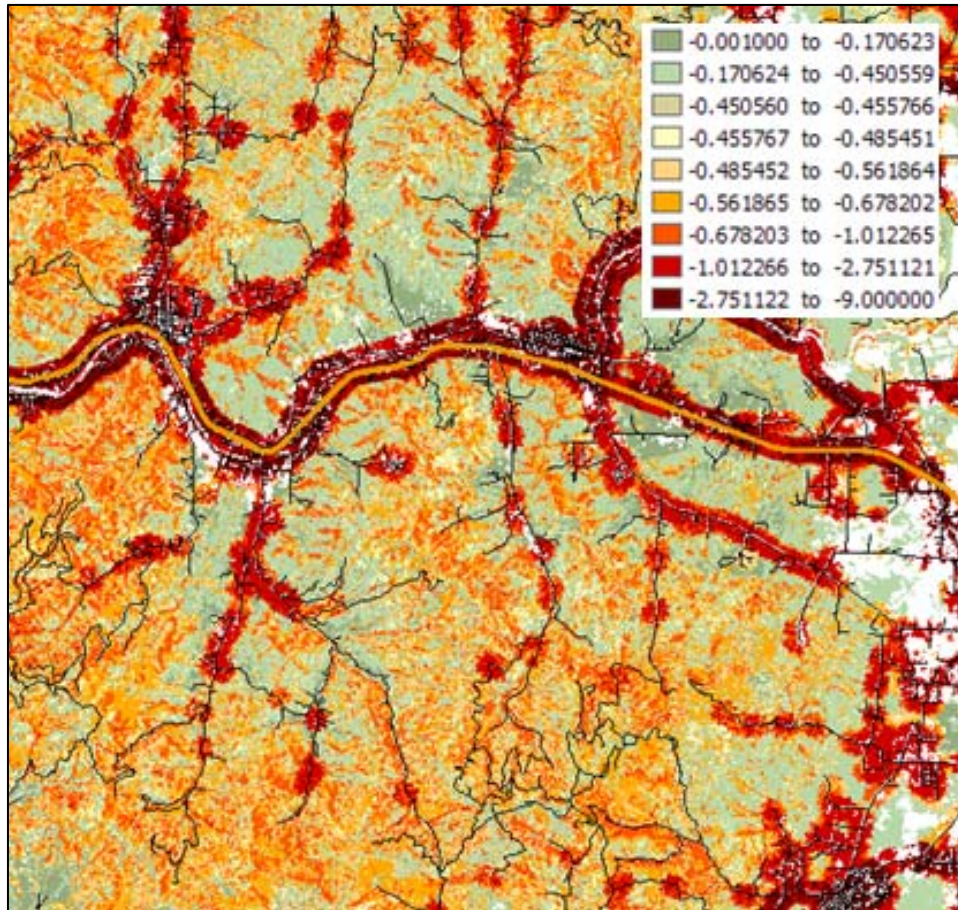 -0.001000 to -0.170623
-0.170624 to -0.450559
-0.450560 to -0.455766
-0.455767 to -0.485451
-0.485452 to -0.561864
-0.561865 to -0.678202
-0.678203 to -1.012265
-1.012266 to -2.751121
-2.751122 to -9.000000